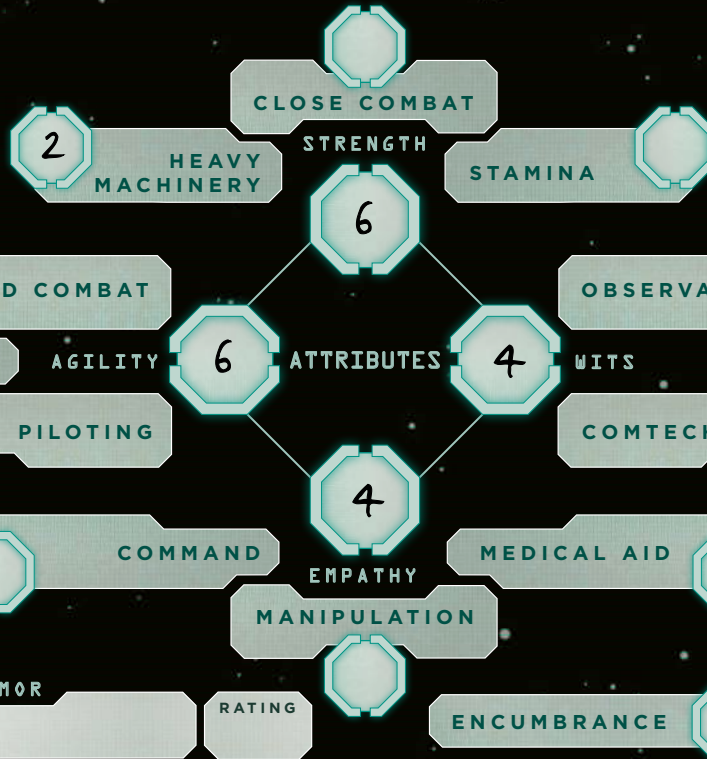 CLOSE COMBAT
STRENGTH
2
HEAVY
MACHINERY
STAMINA
6
D COMBAT
OBSERVA
AGILITY
6
ATTRIBUTES
4
WITS
PILOTING
COMTECH
4
COMMAND
MEDICAL AID
EMPATHY
MANIPULATION
MOR
RATING
ENCUMBRANCE